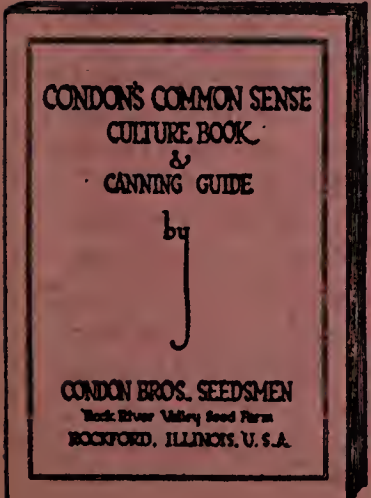 CONDON'S COMMON SENSE
CULTURE BOOK
&
CANNING GUIDE
by
CONDON BROS., SEEDSMEN
Rock River Valley Seed Farm
ROCKFORD, ILLINOIS, U.S.A.